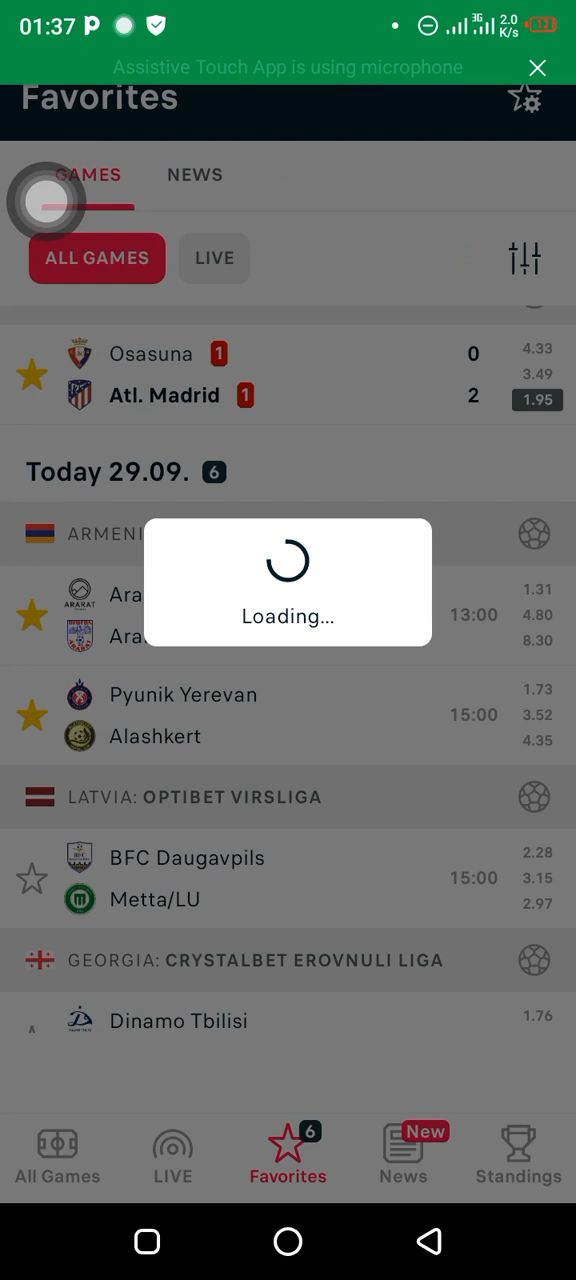 01:37
3G 2.0 K/s 12
Assistive Touch App is using microphone
Favorites
GAMES NEWS
ALL GAMES LIVE
Osasuna 1 0 4.33
3.49
Atl. Madrid 1 2 1.95
Today 29.09. 6
ARMENI
Ara 1.31
ARARAT 13:00 4.80
Ara 8.30
Pyunik Yerevan 1.73
15:00 3.52
Alashkert 4.35
LATVIA: OPTIBET VIRSLIGA
BFC Daugavpils 2.28
15:00 3.15
Metta/LU 2.97
GEORGIA: CRYSTALBET EROVNULI LIGA
Dinamo Tbilisi 1.76
Loading...
6 New
All Games LIVE Favorites News Standings